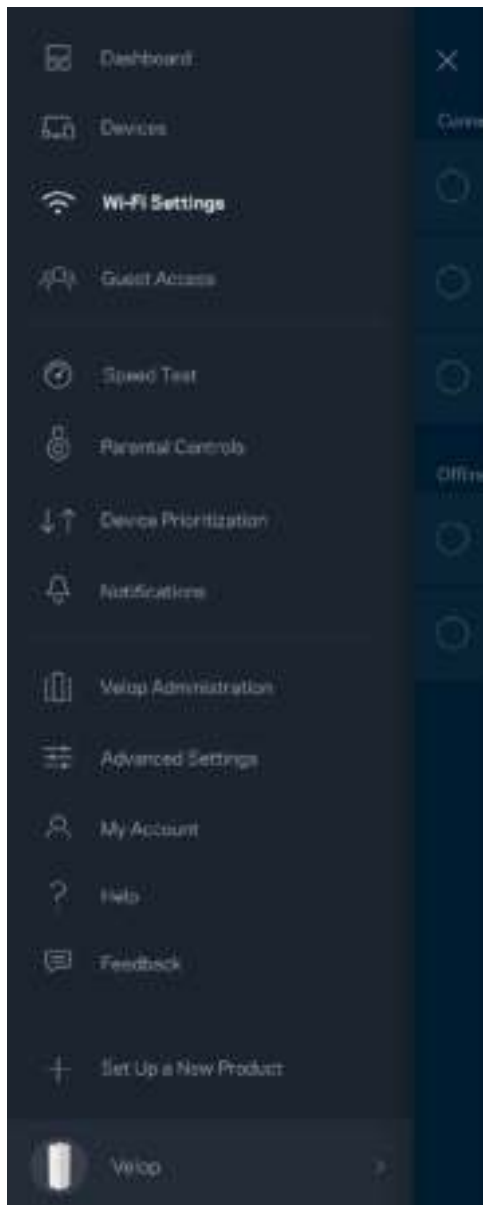 Dashboard
Devices
Wi-Fi Settings
Guest Access
Speed Test
Parental Controls
Device Prioritization
Notifications
Velop Administration
Advanced Settings
My Account
Help
Feedback
Set Up a New Product
Velop